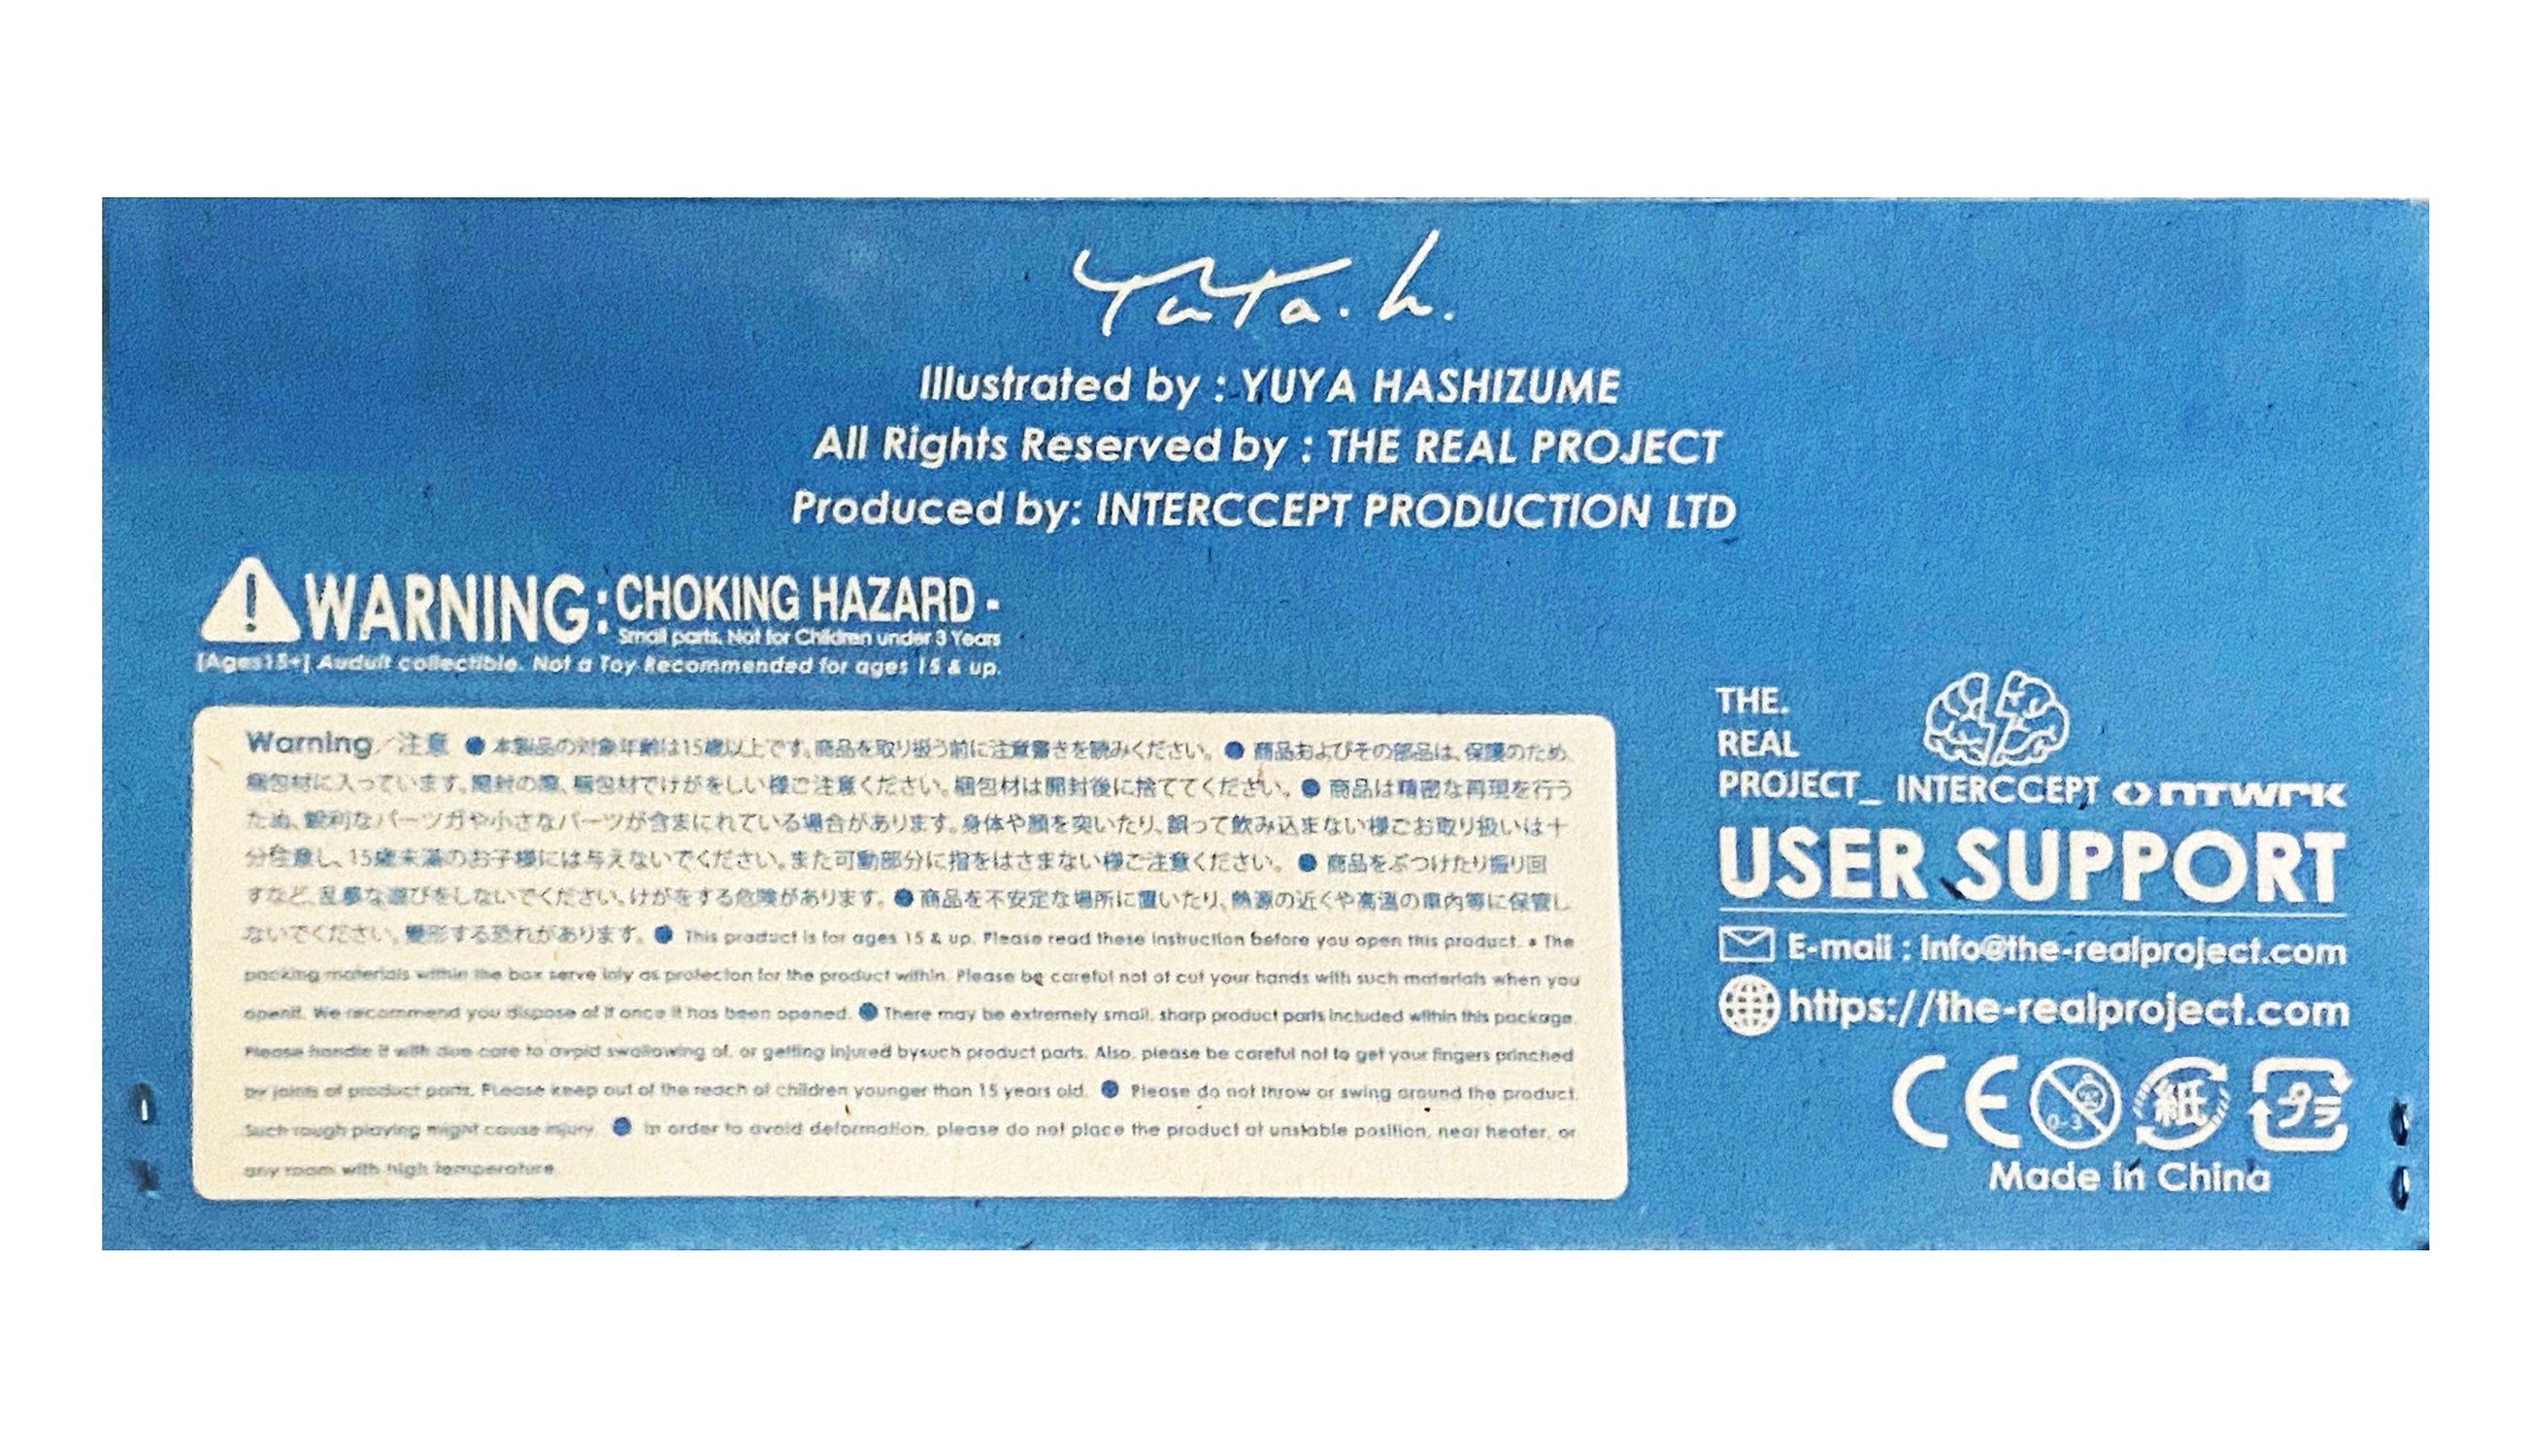 YuYa.h.
Illustrated by : YUYA HASHIZUME
All Rights Reserved by : THE REAL PROJECT
Produced by: INTERCCEPT PRODUCTION LTD
WARNING: CHOKING HAZARD -
Small parts. Not for Children under 3 Years
[Ages15+] Auduit collectible. Not a Toy Recommended for ages 15 & up.
Warning／注意 ● 本製品の対象年齢は15歳以上です。商品を取り扱う前に注意書きを読みください。 ● 商品およびその部品は、保護のため
梱包材に入っています。開封の際、梱包材でけがをしい様ご注意ください。梱包材は開封後に捨ててください。 ● 商品は精密な再現を行う
ため、鋭利なパーツガや小さなパーツが含まにれている場合があります。身体や顔を突いたり、誤って飲み込まない様ごお取り扱いは十
分注意し、15歳未満のお子様には与えないでください。また可動部分に指をはさまない様ご注意ください。 ● 商品をぶつけたり振り回
すなど、乱暴な遊びをしないでください。けがをする危険があります。 ● 商品を不安定な場所に置いたり、熱源の近くや高温の車内等に保管し
ないでください。変形する恐れがあります。 ● This product is for ages 15 & up. Please read these instruction before you open this product. • The
packing materials within the box serve inly as protecion for the product within. Please be careful not of cut your hands with such materials when you
openit. We recommend you dispose of it once it has been opened. ● There may be extremely small, sharp product parts included within this package.
Please handle it with due care to avpid swallowing of, or getting injured bysuch product parts. Also, please be careful not to get your fingers prinched
by joints of product parts. Please keep out of the reach of children younger than 15 years old. ● Please do not throw or swing around the product.
Such rough playing might cause injury. ● In order to avoid deformation, please do not place the product at unstable position, near heater, or
any room with high temperature.
THE.
REAL
PROJECT_ INTERCCEPT NTWRK
USER SUPPORT
E-mail : info@the-realproject.com
https://the-realproject.com
CE 0-3 紙 プラ
Made in China